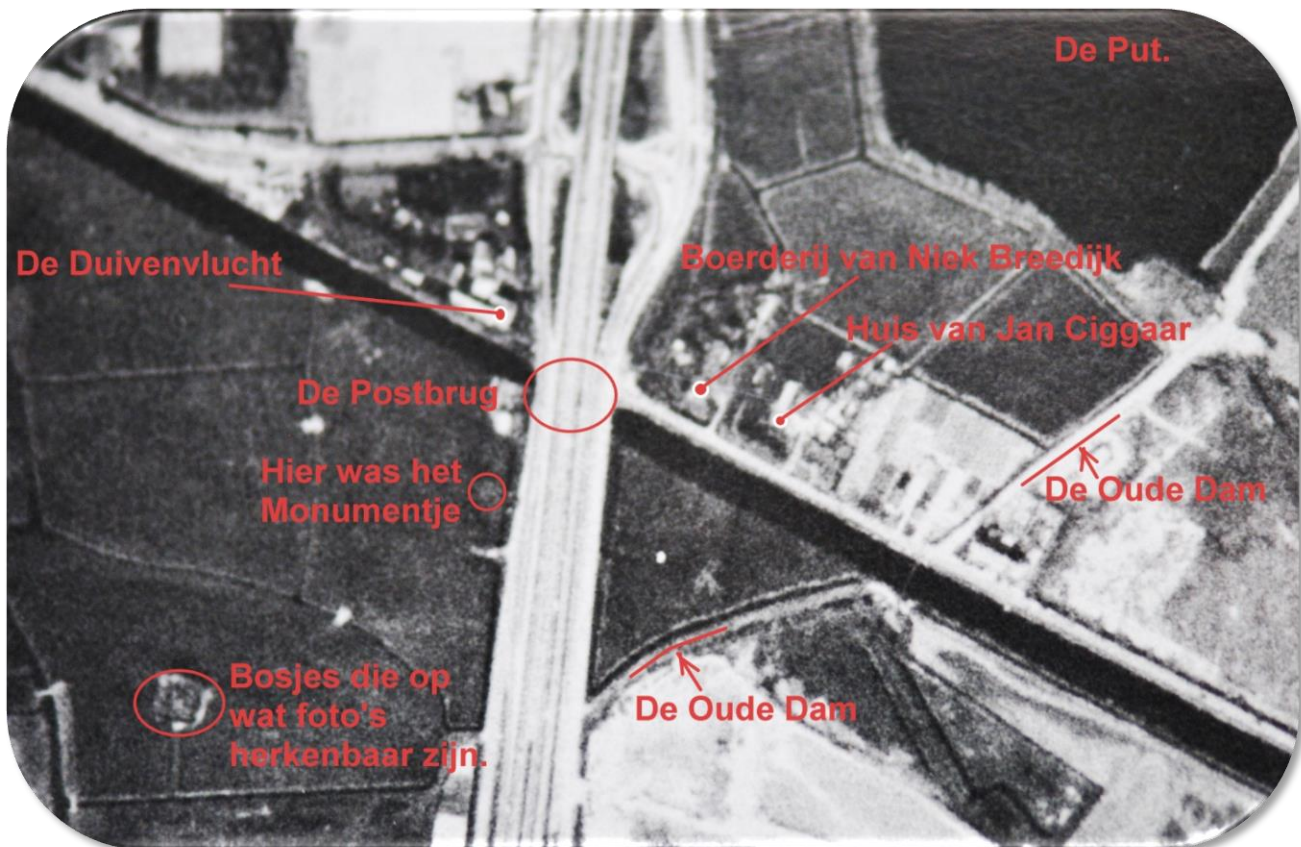 De Put.
De Duivenvlucht
Boerderij van Niek Breedijk
Huis van Jan Ciggaar
De Postbrug
Hier was het
Monumentje
De Oude Dam
Bosjes die op
wat foto's
herkenbaar zijn.
De Oude Dam